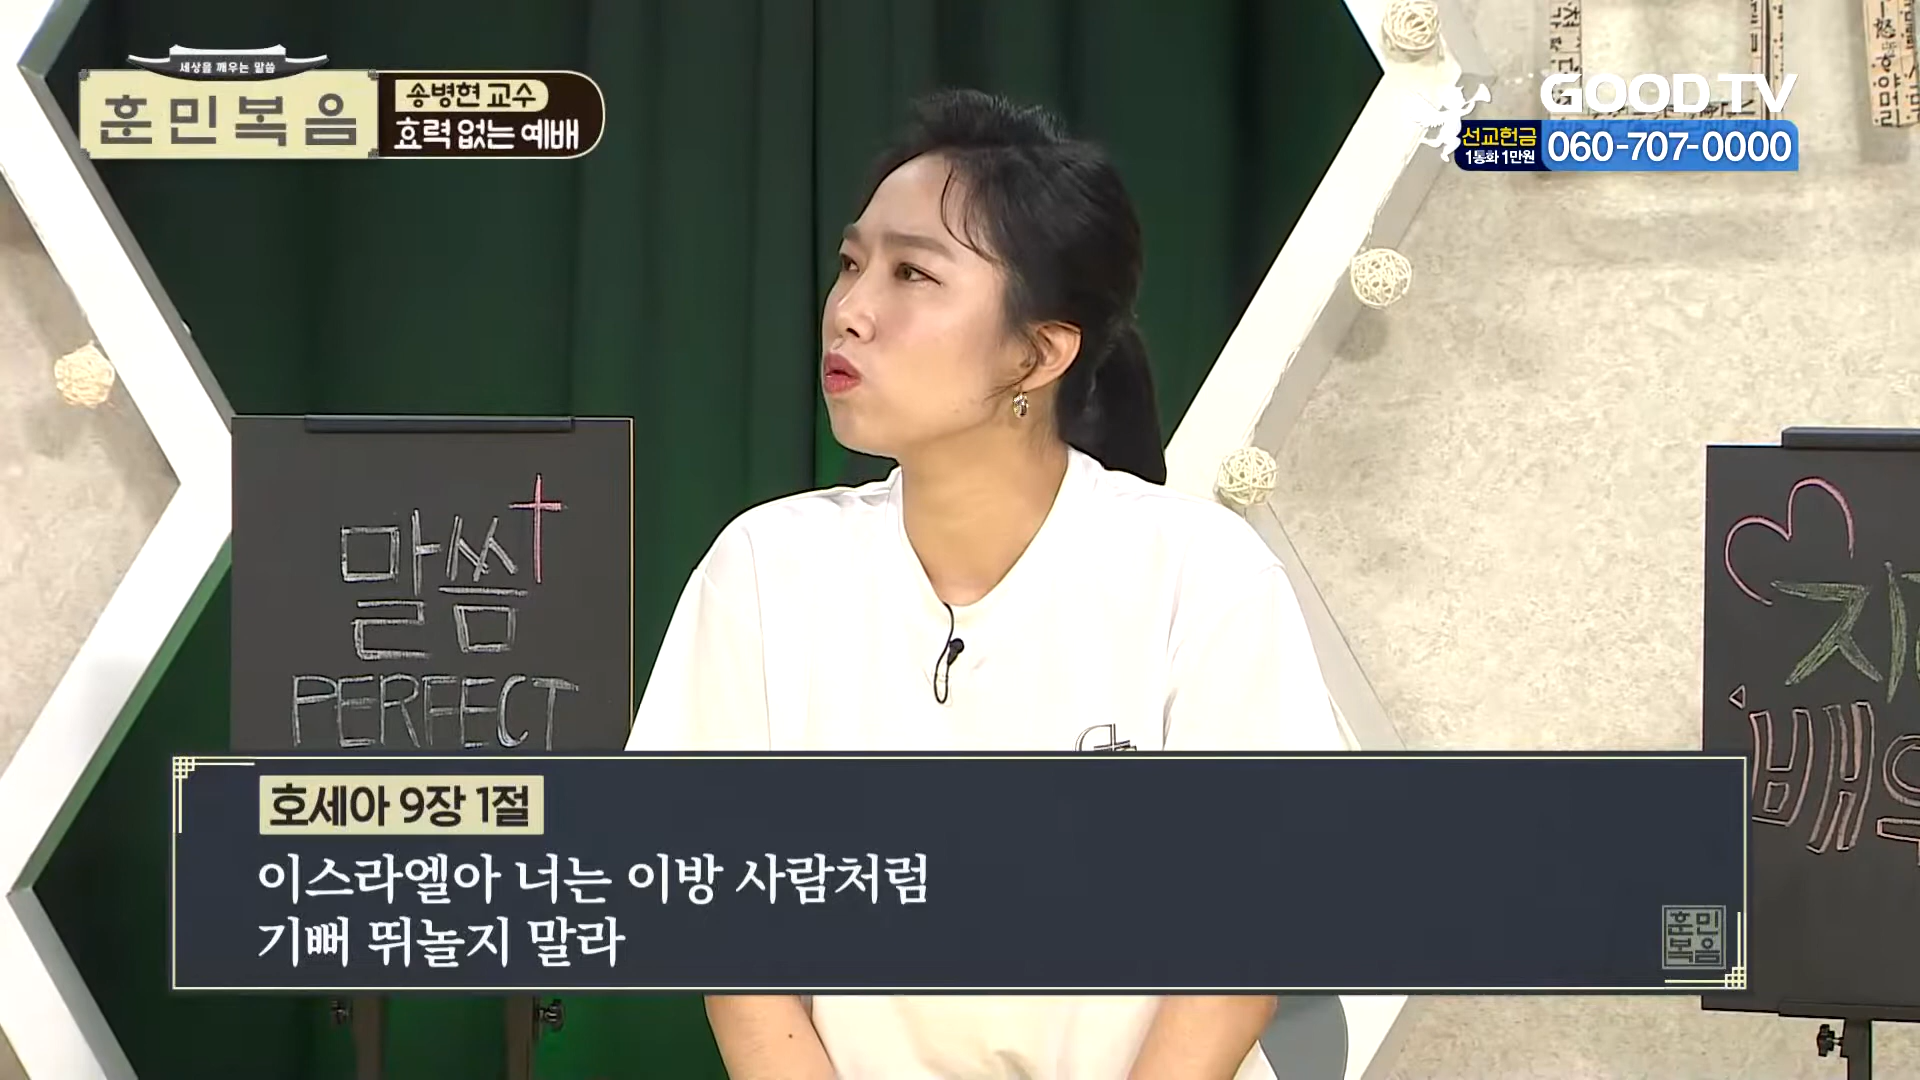 세상을 깨우는 말씀
훈민복음
송병현 교수
효력 없는 예배
GOODTV
선교헌금
1통화 1만원
060-707-0000
말씀
PERFECT
배우
호세아 9장 1절
이스라엘아 너는 이방 사람처럼
기뻐 뛰놀지 말라
훈민
복음